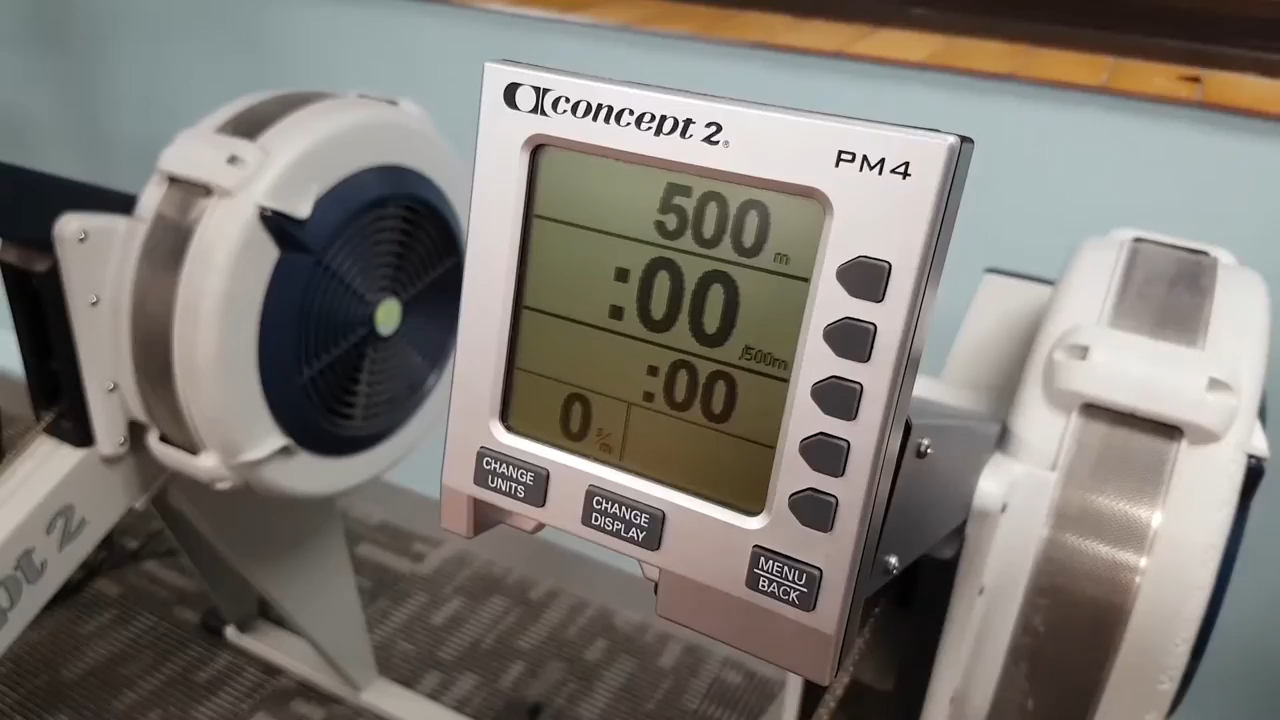 concept 2®
PM4
500 m
:00 /500m
:00
0 s/m
CHANGE
UNITS
CHANGE
DISPLAY
MENU
BACK
pt 2